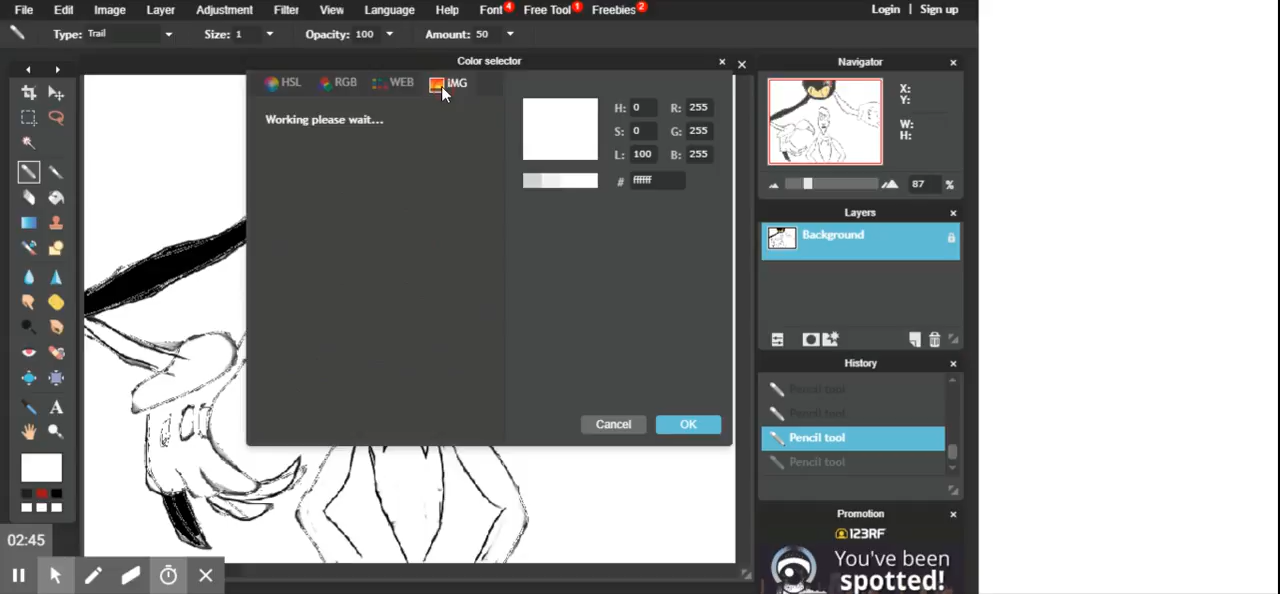 File Edit Image Layer Adjustment Filter View Language Help Font 4 Free Tool 1 Freebies 2 Login | Sign up
Type: Trail Size: 1 Opacity: 100 Amount: 50
Color selector
Navigator
HSL RGB WEB IMG
X:
Y:
W:
H:
Working please wait...
H: 0 R: 255
S: 0 G: 255
L: 100 B: 255
# ffffff
87 %
Layers
Background
History
Pencil tool
Pencil tool
Pencil tool
Pencil tool
Cancel OK
A
Promotion
123RF
You've been
spotted!
02:45